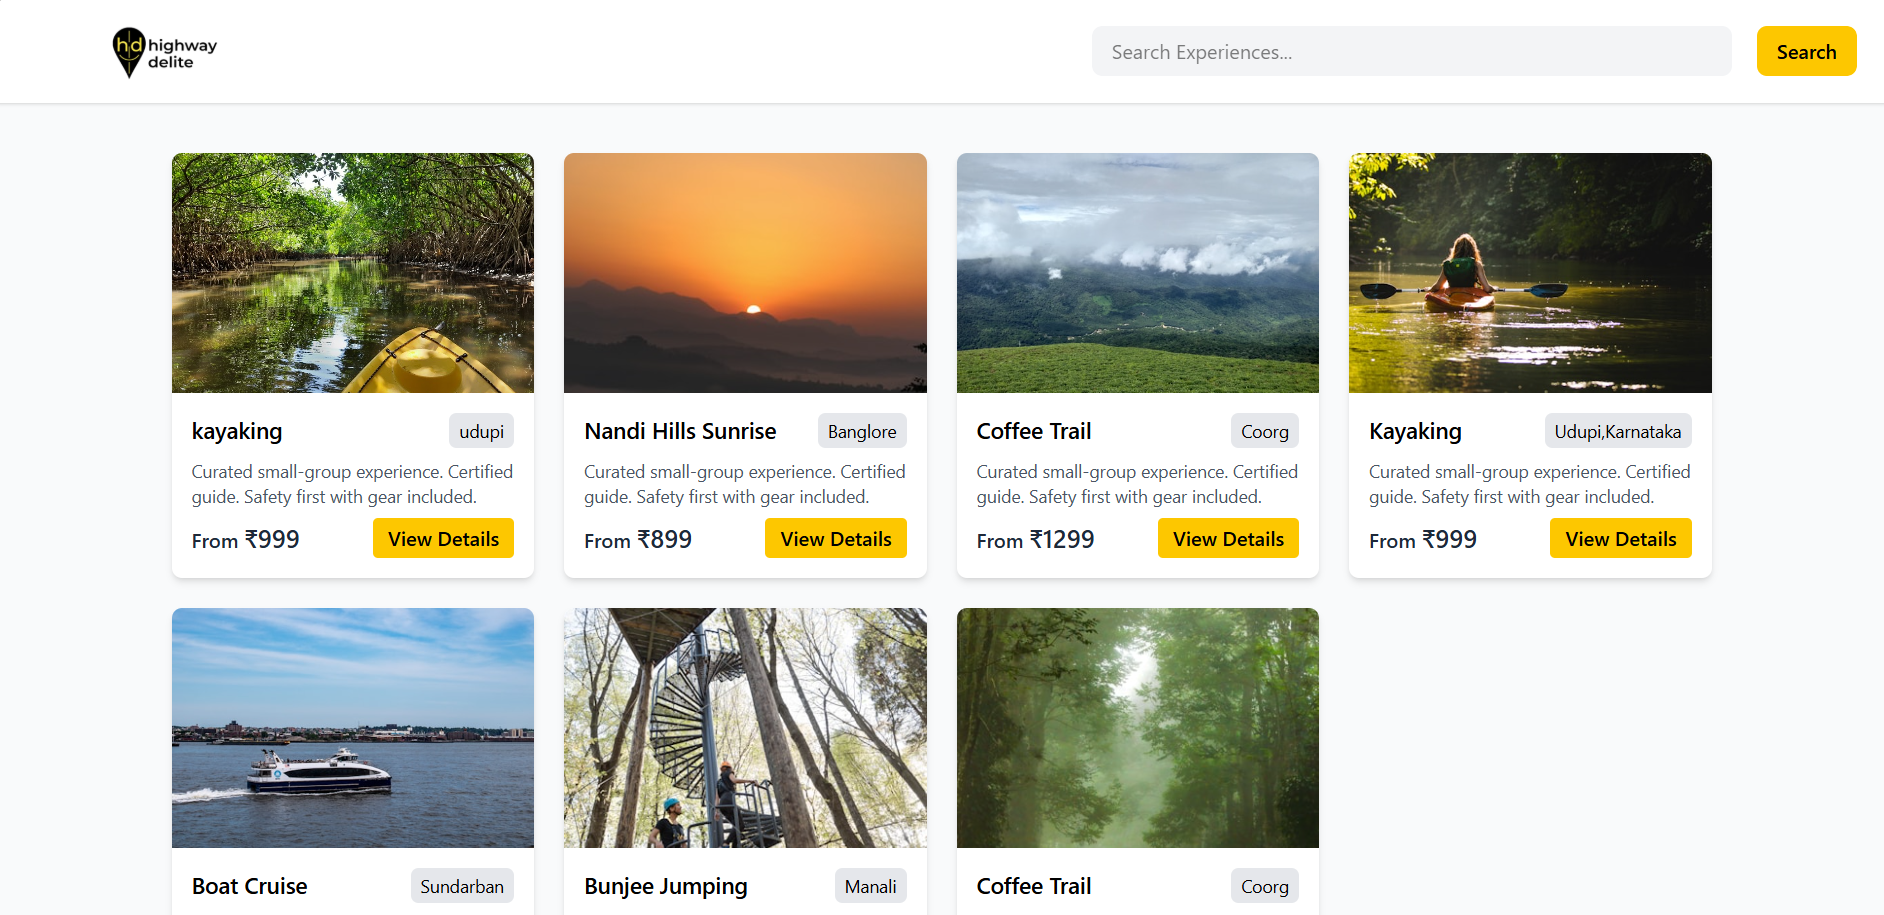 hd highway
delite
Search Experiences...
Search
kayaking
udupi
Curated small-group experience. Certified
guide. Safety first with gear included.
From ₹999
View Details
Nandi Hills Sunrise
Banglore
Curated small-group experience. Certified
guide. Safety first with gear included.
From ₹899
View Details
Coffee Trail
Coorg
Curated small-group experience. Certified
guide. Safety first with gear included.
From ₹1299
View Details
Kayaking
Udupi,Karnataka
Curated small-group experience. Certified
guide. Safety first with gear included.
From ₹999
View Details
Boat Cruise
Sundarban
Bunjee Jumping
Manali
Coffee Trail
Coorg